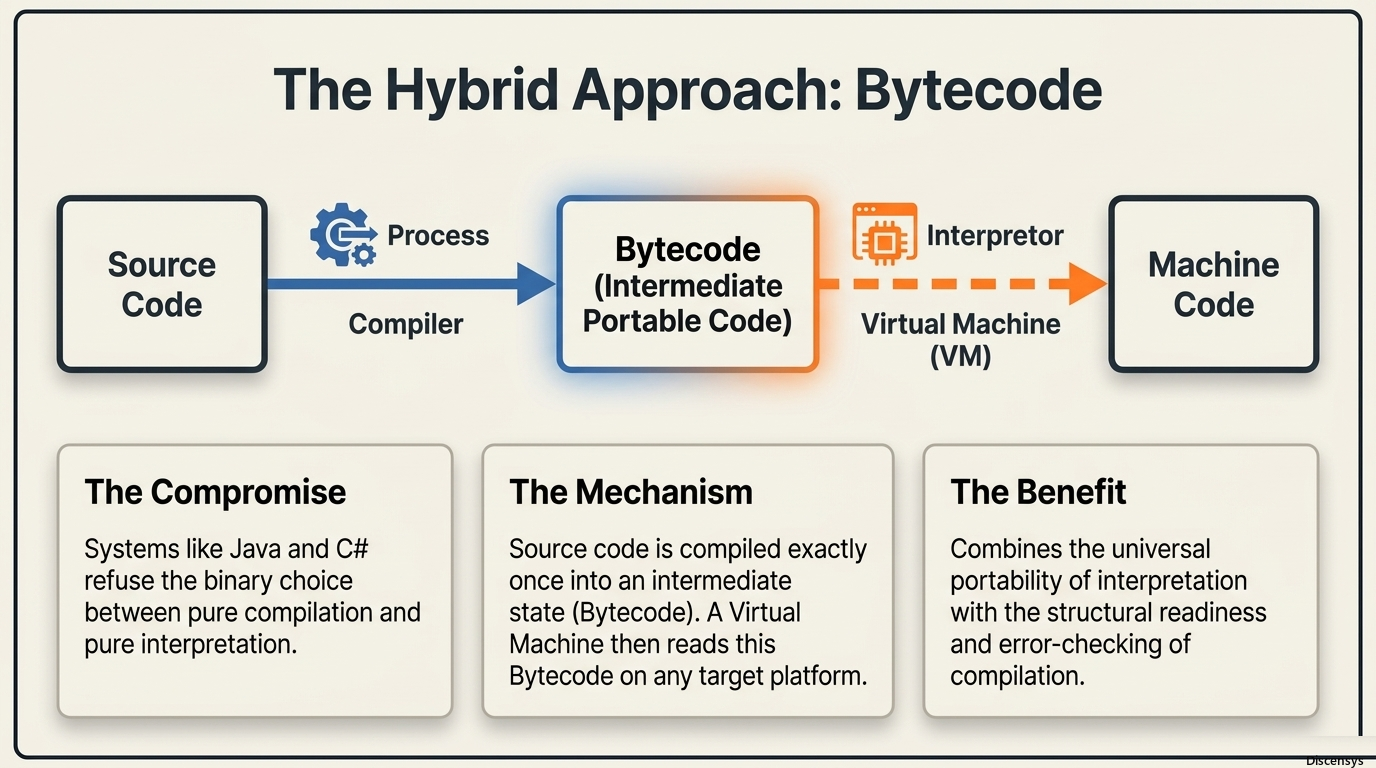 The Hybrid Approach: Bytecode
Source
Code
Process
Compiler
Bytecode
(Intermediate
Portable Code)
Interpretor
Virtual Machine
(VM)
Machine
Code
The Compromise
Systems like Java and C#
refuse the binary choice
between pure compilation and
pure interpretation.
The Mechanism
Source code is compiled exactly
once into an intermediate
state (Bytecode). A Virtual
Machine then reads this
Bytecode on any target platform.
The Benefit
Combines the universal
portability of interpretation
with the structural readiness
and error-checking of
compilation.
Discensys